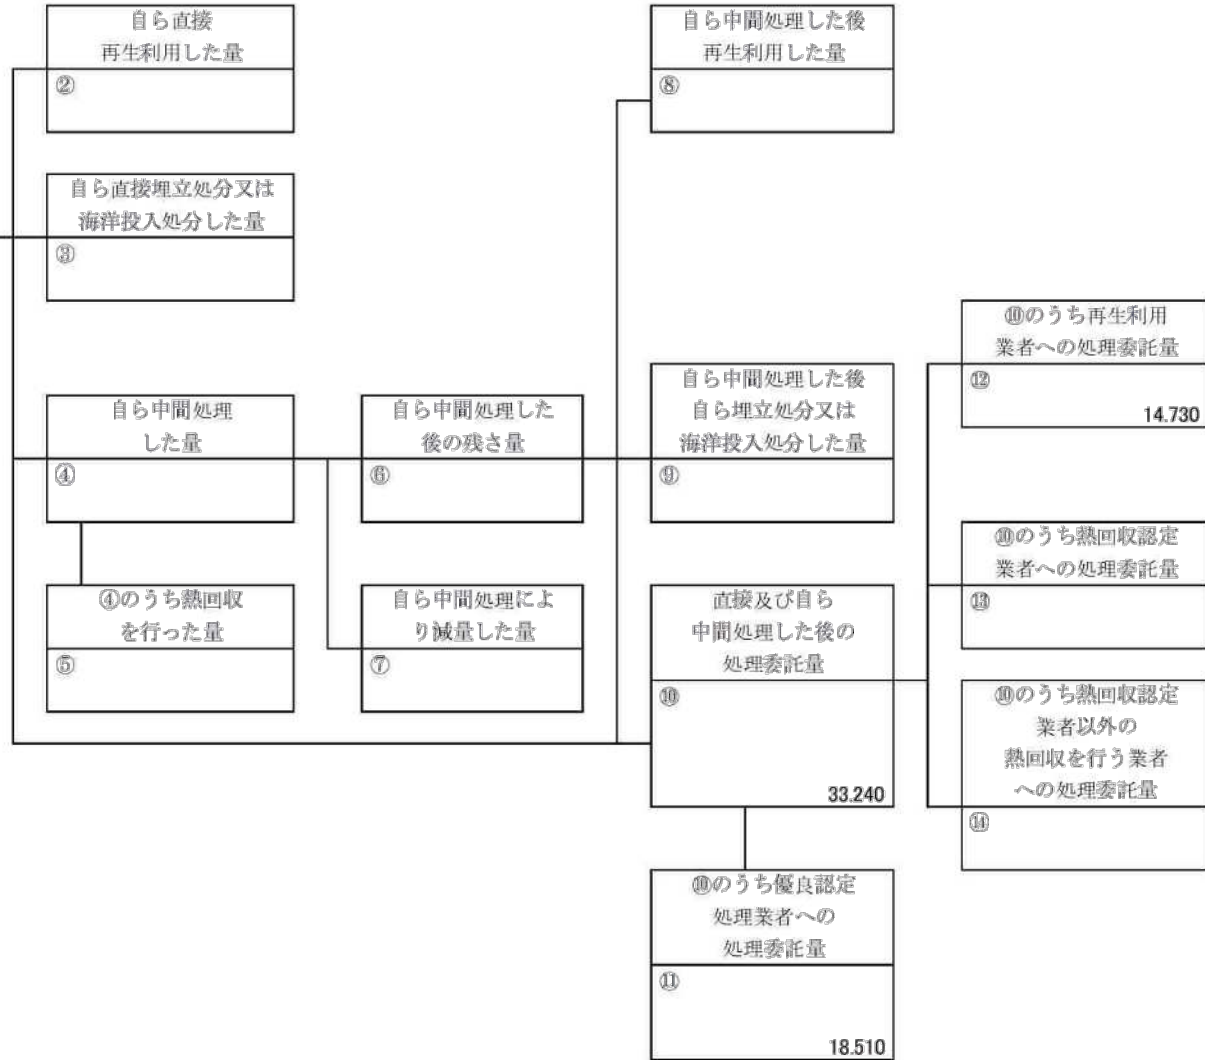 自ら直接
再生利用した量
②
自ら中間処理した後
再生利用した量
⑧
自ら直接埋立処分又は
海洋投入処分した量
③
⑩のうち再生利用
業者への処理委託量
⑫
14.730
自ら中間処理
した量
④
自ら中間処理した
後の残さ量
⑥
自ら中間処理した後
自ら埋立処分又は
海洋投入処分した量
⑨
⑩のうち熱回収認定
業者への処理委託量
⑬
④のうち熱回収
を行った量
⑤
自ら中間処理によ
り減量した量
⑦
直接及び自ら
中間処理した後の
処理委託量
⑩
33.240
⑩のうち熱回収認定
業者以外の
熱回収を行う業者
への処理委託量
⑭
⑩のうち優良認定
処理業者への
処理委託量
⑪
18.510